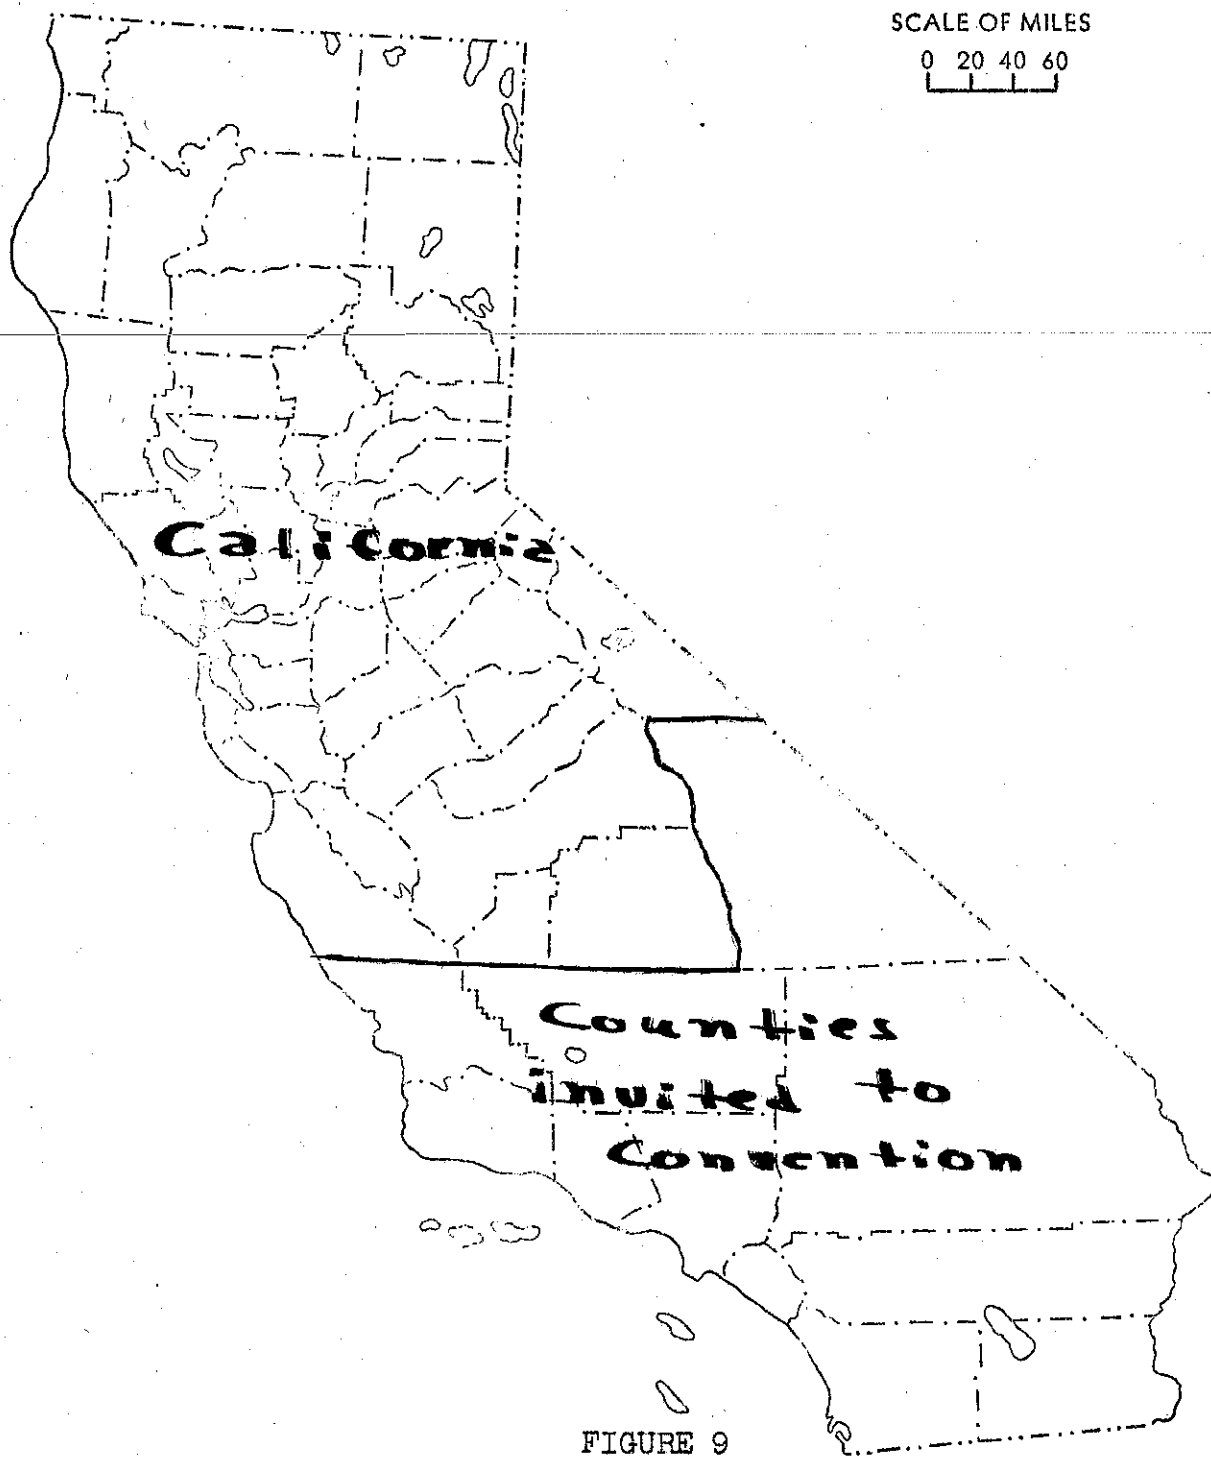 SCALE OF MILES
0 20 40 60
California
Counties
invited to
Convention
FIGURE 9